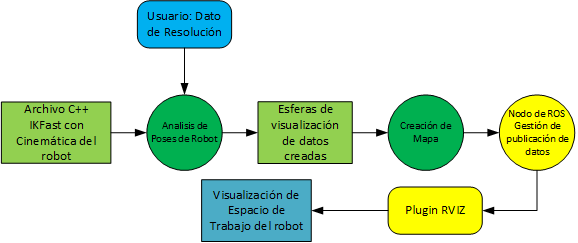 Usuario: Dato
de Resolución
Archivo C++
IKFast con
Cinemática del
robot
Analisis de
Poses de Robot
Esferas de
visualización
de datos
creadas
Creación de
Mapa
Nodo de ROS
Gestión de
publicación de
datos
Visualización de
Espacio de
Trabajo del robot
Plugin RVIZ